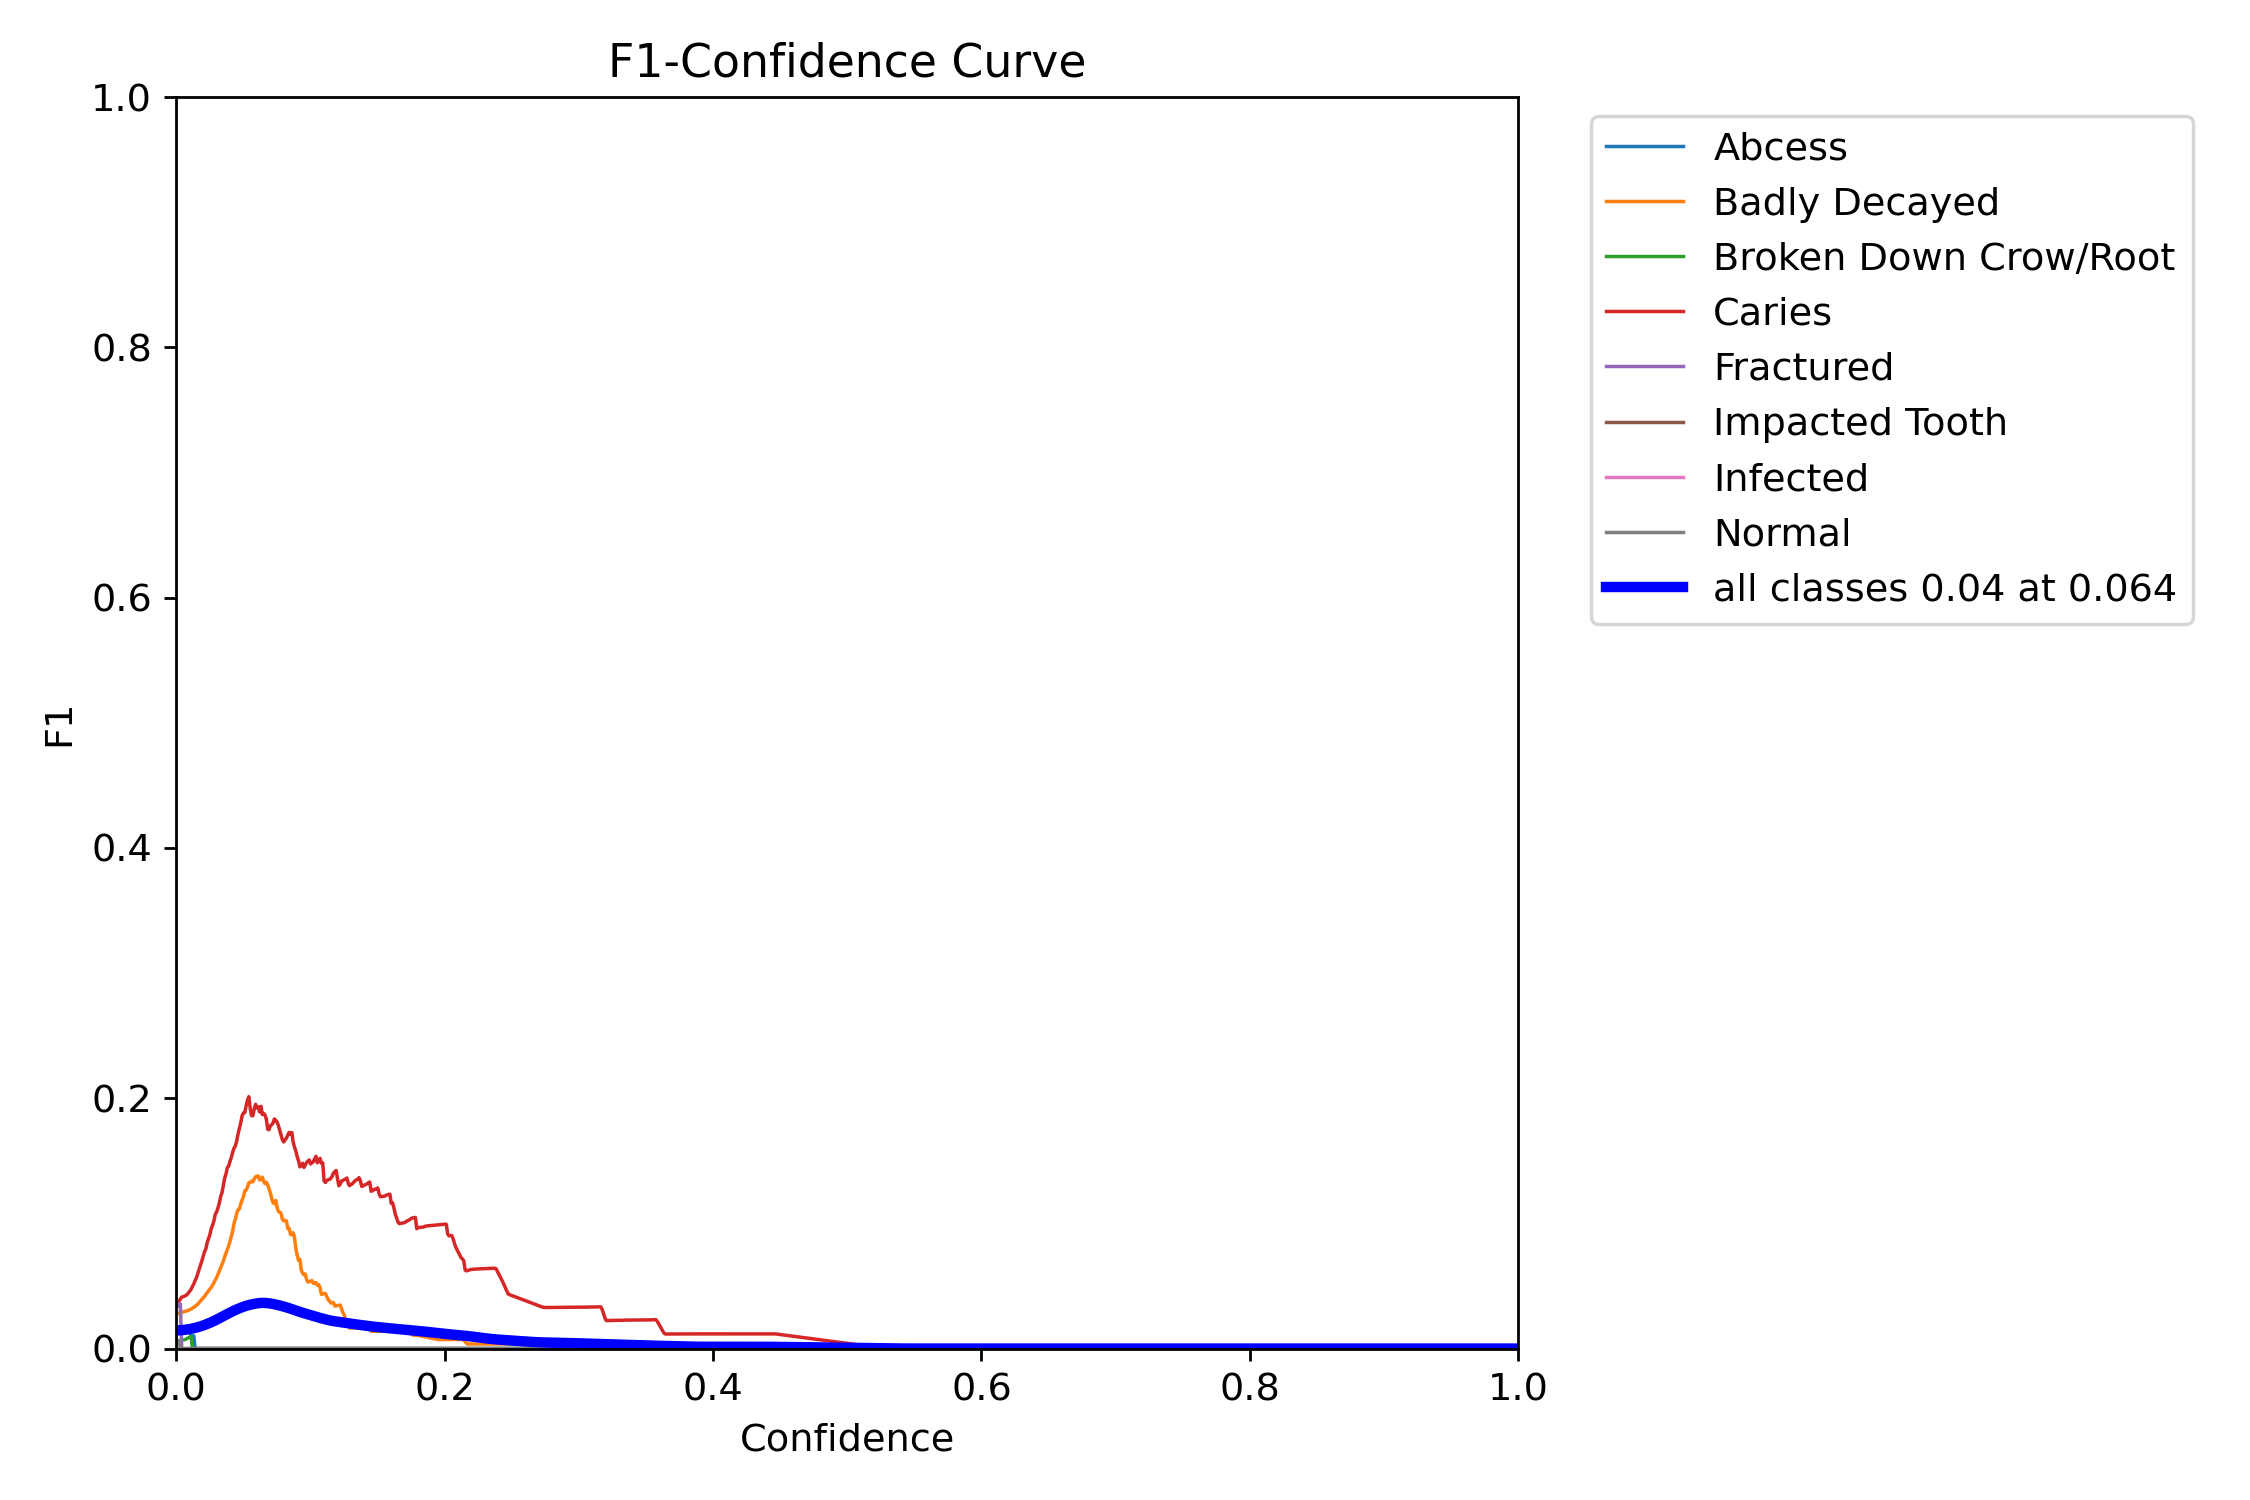 F1-Confidence Curve
1.0
0.8
0.6
0.4
0.2
0.0
F1
0.0 0.2 0.4 0.6 0.8 1.0
Confidence
Abcess
Badly Decayed
Broken Down Crow/Root
Caries
Fractured
Impacted Tooth
Infected
Normal
all classes 0.04 at 0.064